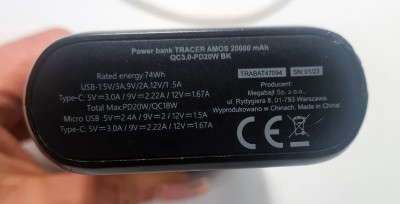 Power bank TRACER AMOS 20000 mAh
QC3.0-PD20W BK
Rated energy:74Wh
USB-1:5V/3A,9V/2A,12V/1.5A
Type-C: 5V=3.0A / 9V=2.22A / 12V=1.67A
Total MacPD20W/QC18W
Micro USB :5V=2.4A / 9V=2 / 12V=1.5A
Type-C: 5V=3.0A / 9V=2.22A / 12V=1.67A
TRABAT47094
SN: 01/23
Producent:
Megabajt Sp. z o.o.,
ul. Rydygiera 8, 01-793 Warszawa
Wyprodukowano w Chinach. Made in China
CE